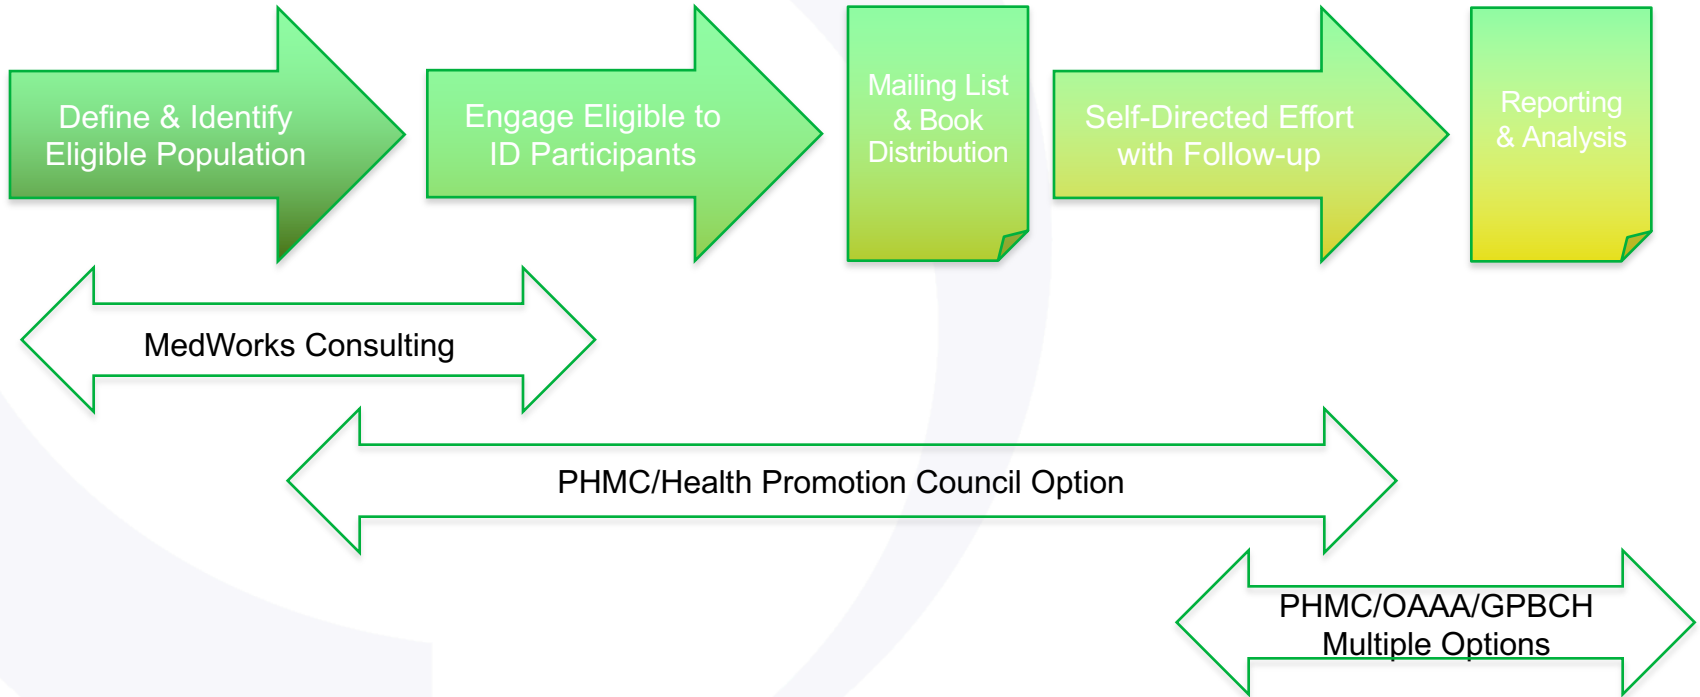 Define & Identify
Eligible Population
Engage Eligible to
ID Participants
Mailing List
& Book
Distribution
Self-Directed Effort
with Follow-up
Reporting
& Analysis
MedWorks Consulting
PHMC/Health Promotion Council Option
PHMC/OAAA/GPBCH
Multiple Options